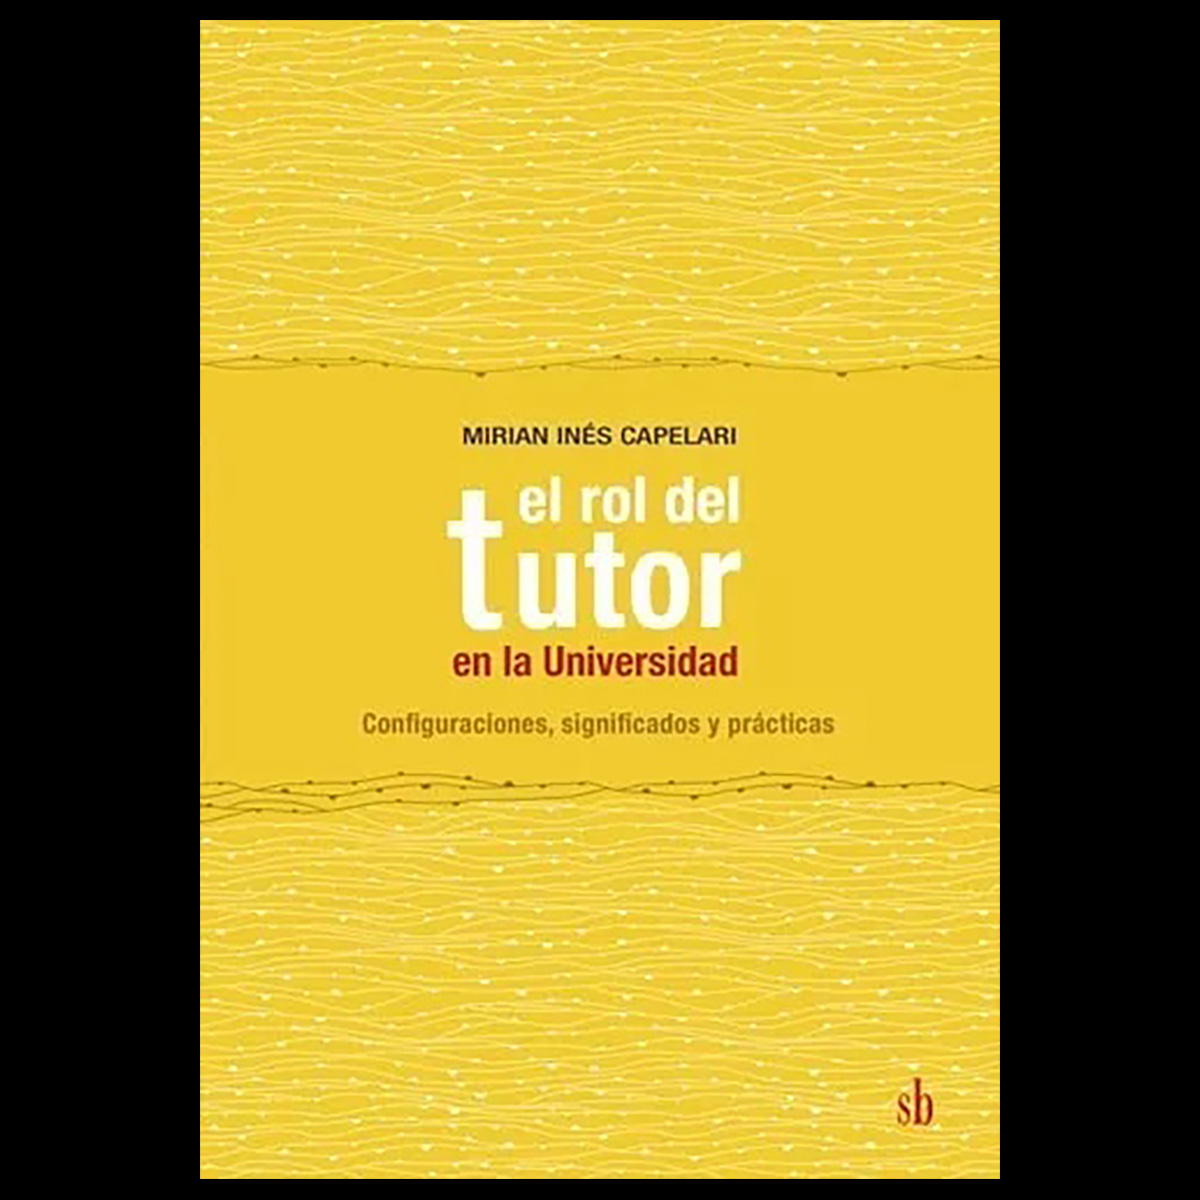 MIRIAN INÉS CAPELARI
el rol del
tutor
en la Universidad
Configuraciones, significados y prácticas
sb